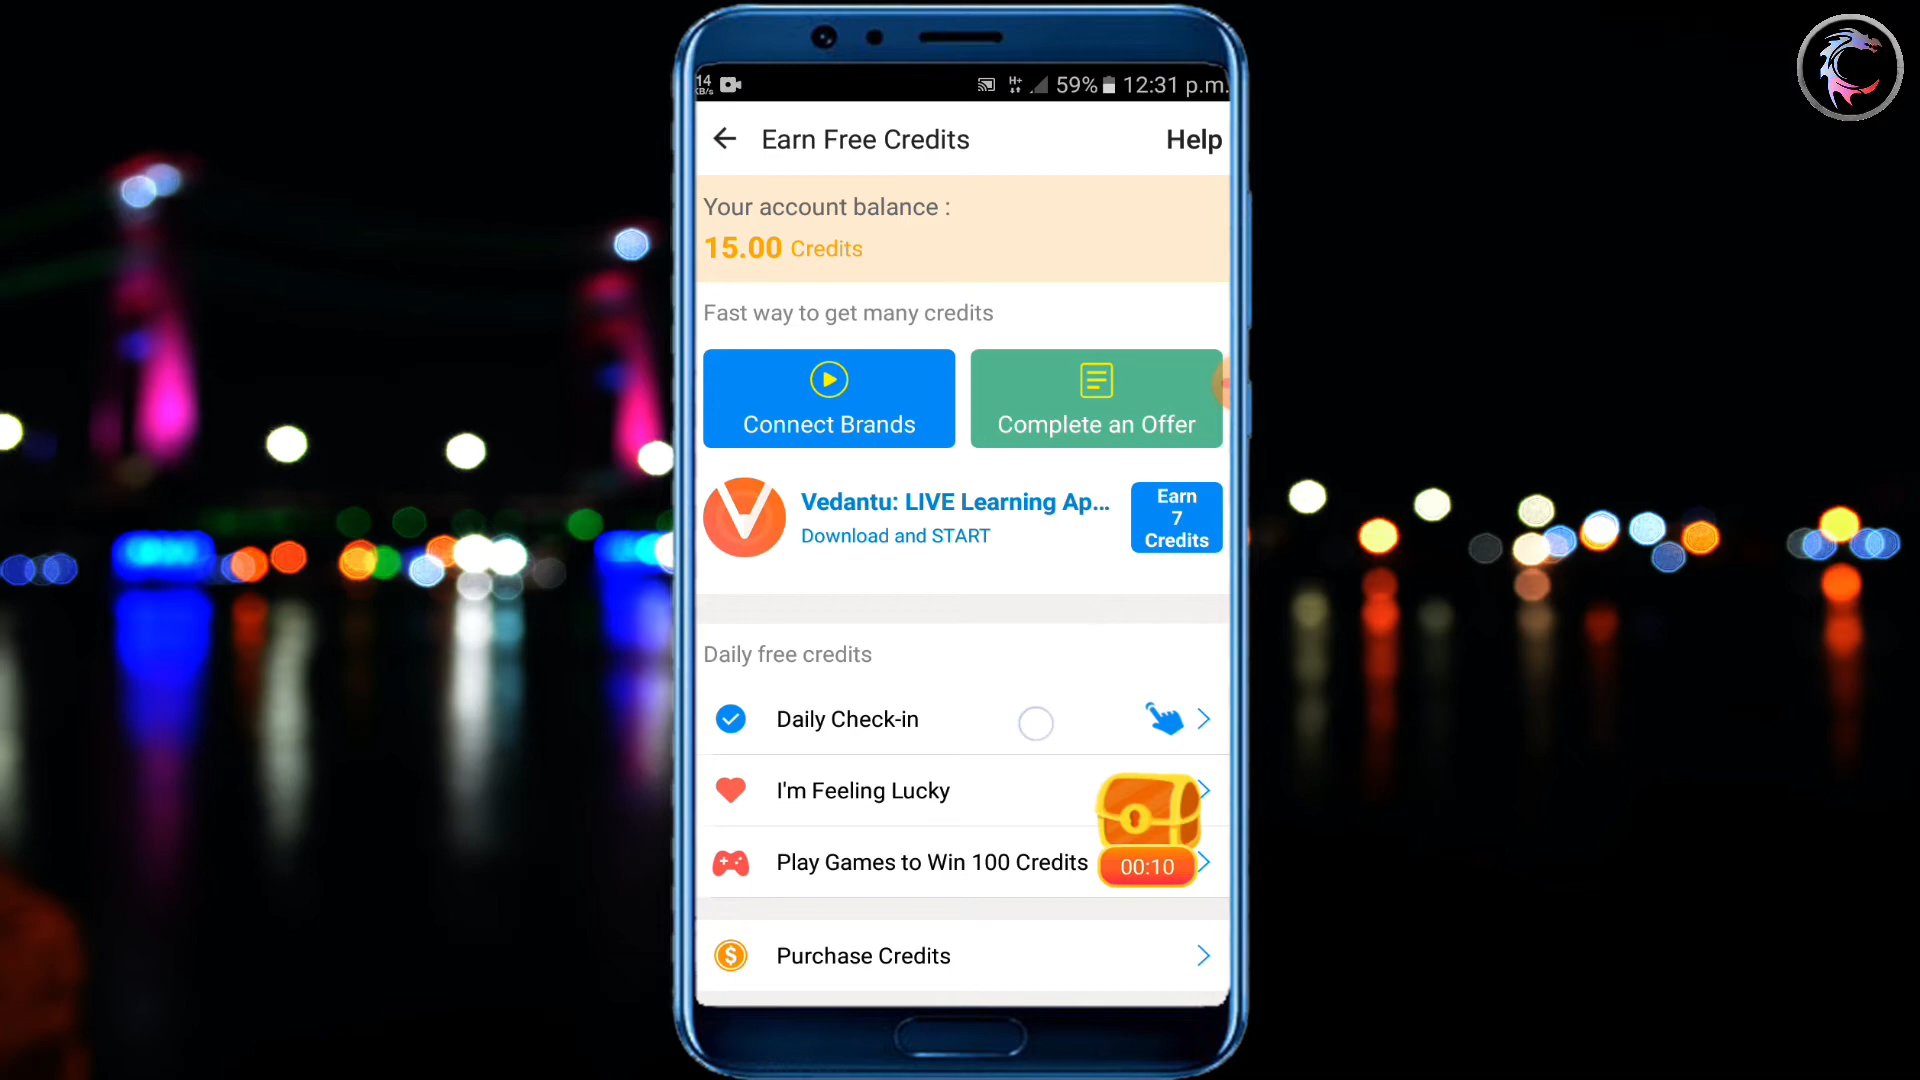 14
KB/s
H+
59%
12:31 p.m.
Earn Free Credits
Help
Your account balance :
15.00 Credits
Fast way to get many credits
Connect Brands
Complete an Offer
Vedantu: LIVE Learning Ap...
Download and START
Earn
7
Credits
Daily free credits
Daily Check-in
I'm Feeling Lucky
Play Games to Win 100 Credits
00:10
Purchase Credits